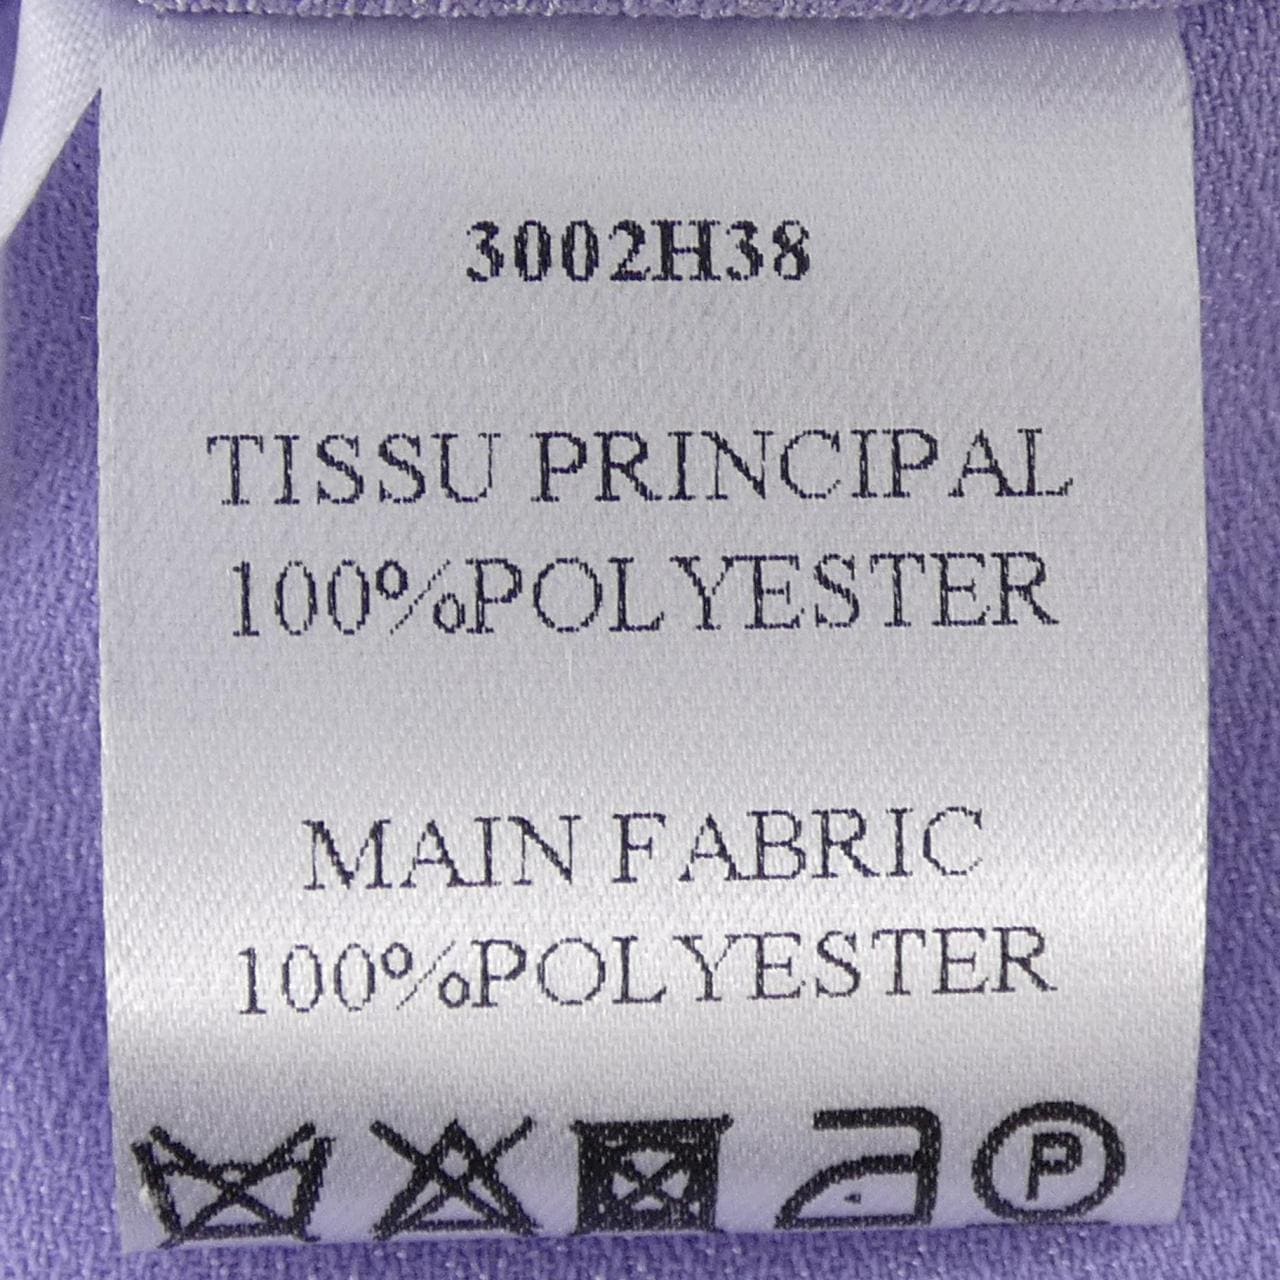 3002H38
TISSU PRINCIPAL
100%POLYESTER
MAIN FABRIC
100%POLYESTER
P